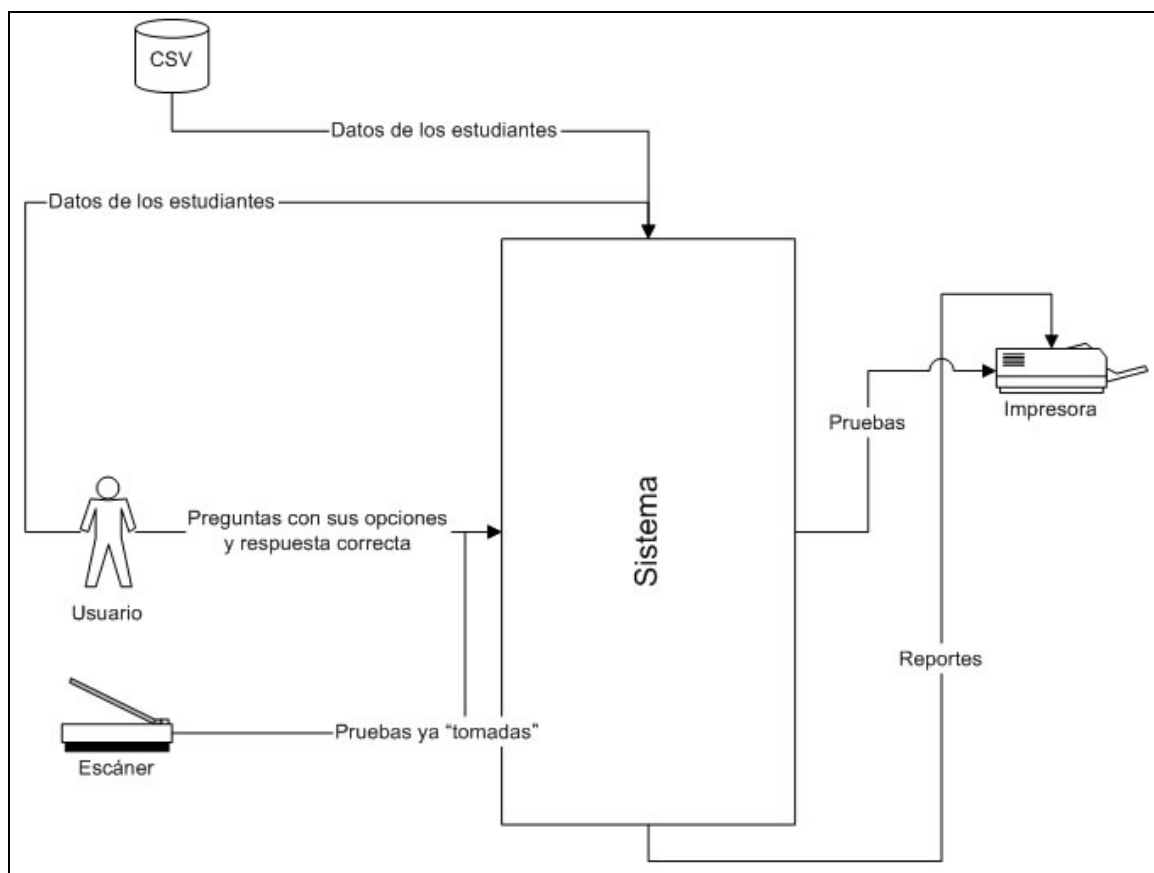 CSV
Datos de los estudiantes
Datos de los estudiantes
Sistema
Pruebas
Impresora
Preguntas con sus opciones
y respuesta correcta
Usuario
Reportes
Pruebas ya “tomadas”
Escáner